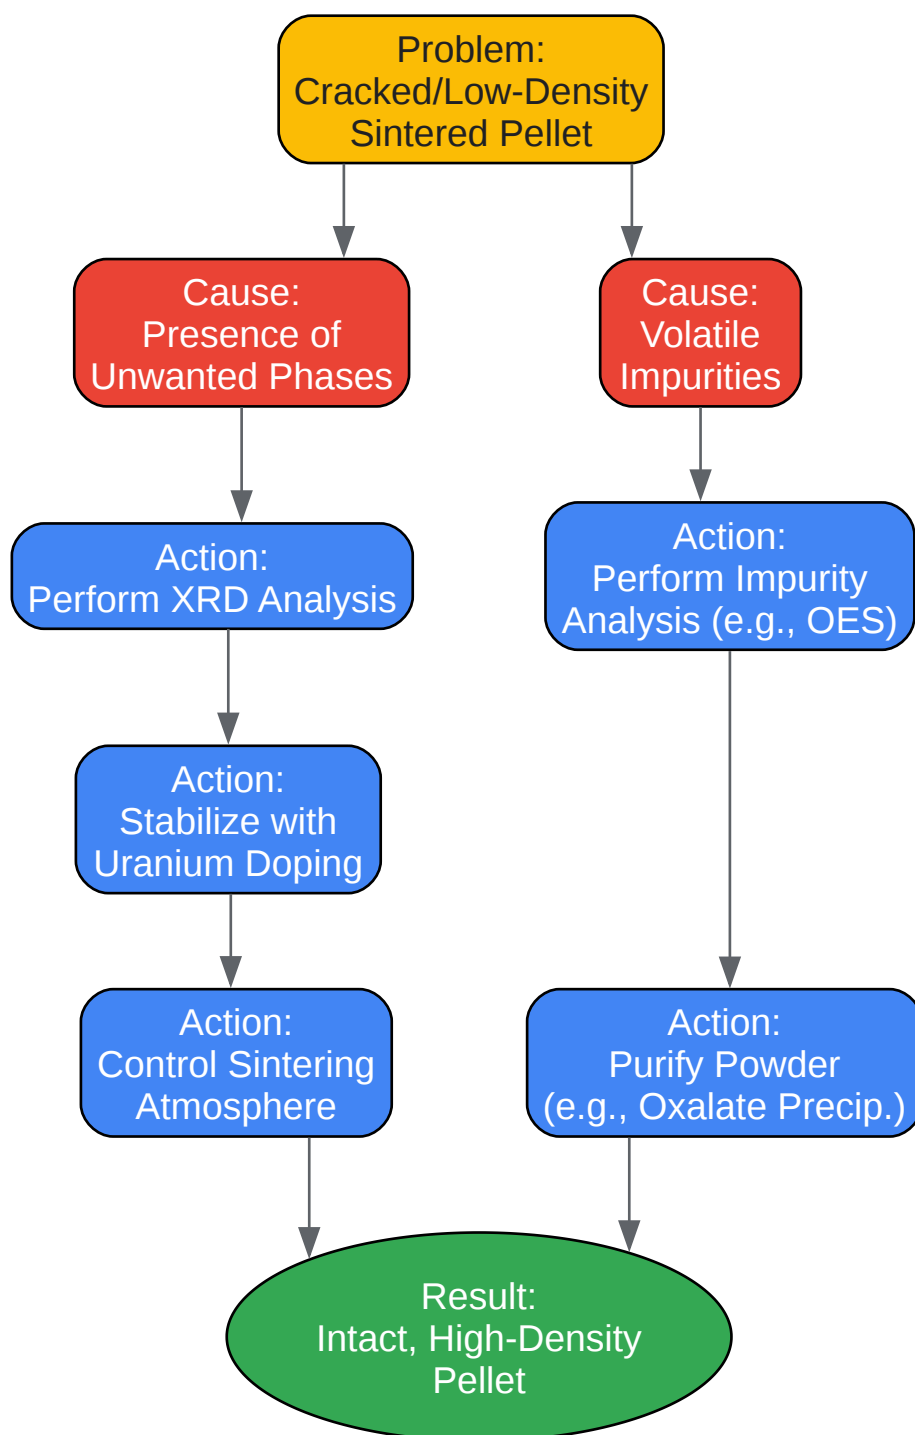 Problem:
Cracked/Low-Density
Sintered Pellet
Cause:
Presence of
Unwanted Phases
Cause:
Volatile
Impurities
Action:
Perform XRD Analysis
Action:
Perform Impurity
Analysis (e.g., OES)
Action:
Stabilize with
Uranium Doping
Action:
Control Sintering
Atmosphere
Action:
Purify Powder
(e.g., Oxalate Precip.)
Result:
Intact, High-Density
Pellet